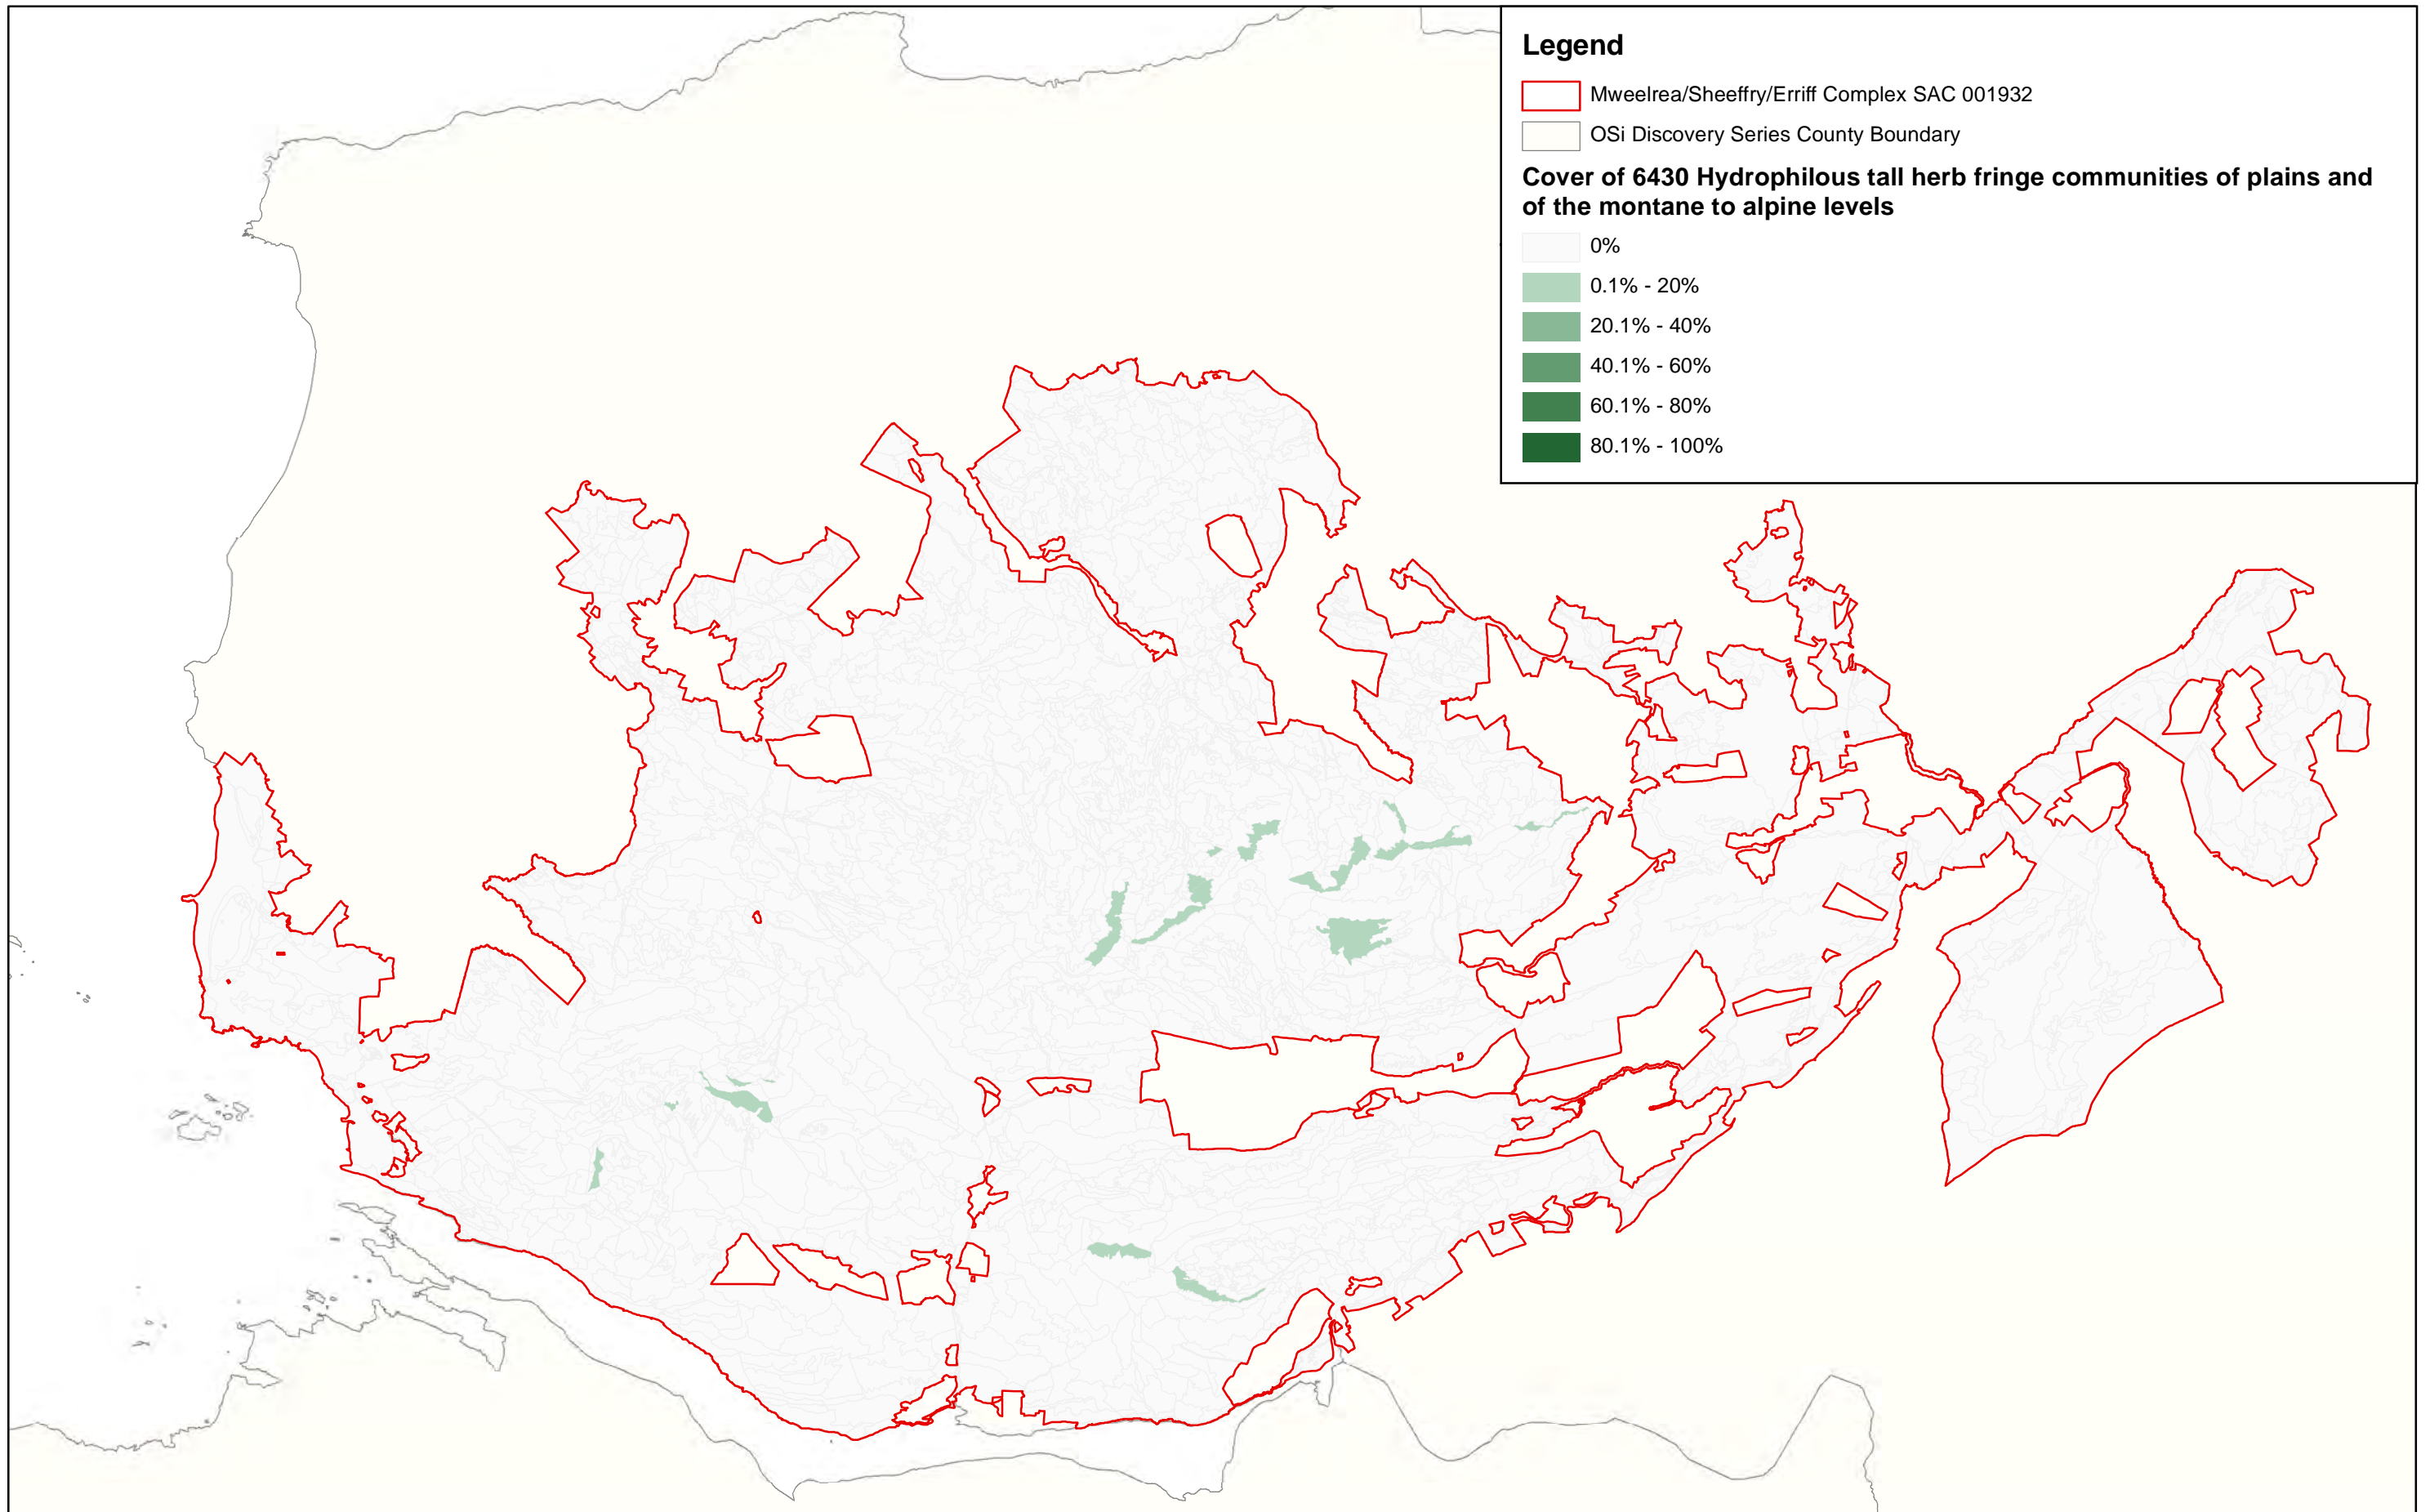 Legend
Mweelrea/Sheeffry/Erriff Complex SAC 001932
OSi Discovery Series County Boundary
Cover of 6430 Hydrophilous tall herb fringe communities of plains and
of the montane to alpine levels
0%
0.1% - 20%
20.1% - 40%
40.1% - 60%
60.1% - 80%
80.1% - 100%